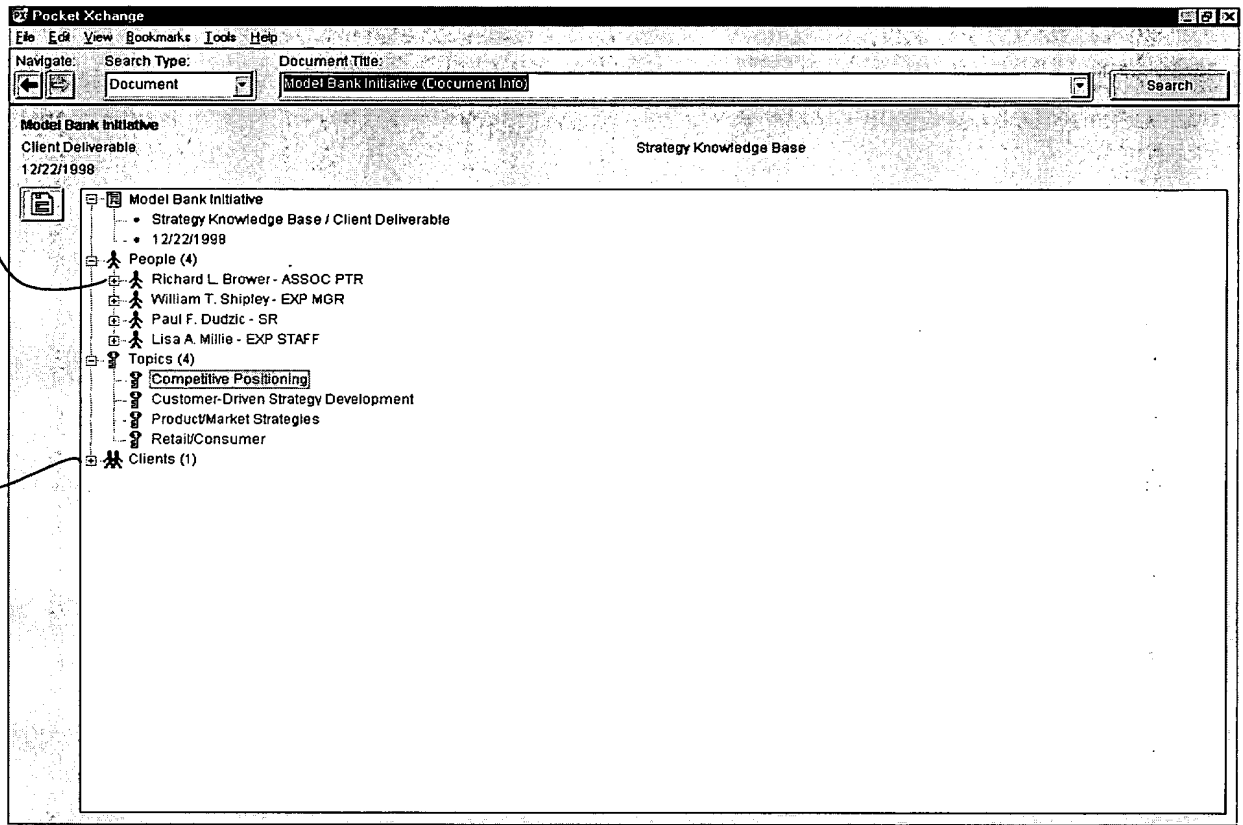 Pocket Xchange
File Edit View Bookmarks Tools Help
Navigate: Search Type: Document Title:
Document Model Bank Initiative (Document Info) Search
Model Bank Initiative
Client Deliverable Strategy Knowledge Base
12/22/1998
Model Bank Initiative
Strategy Knowledge Base / Client Deliverable
12/22/1998
People (4)
Richard L. Brower - ASSOC PTR
William T. Shipley - EXP MGR
Paul F. Dudzic - SR
Lisa A. Millie - EXP STAFF
Topics (4)
Competitive Positioning
Customer-Driven Strategy Development
Product/Market Strategies
Retail/Consumer
Clients (1)